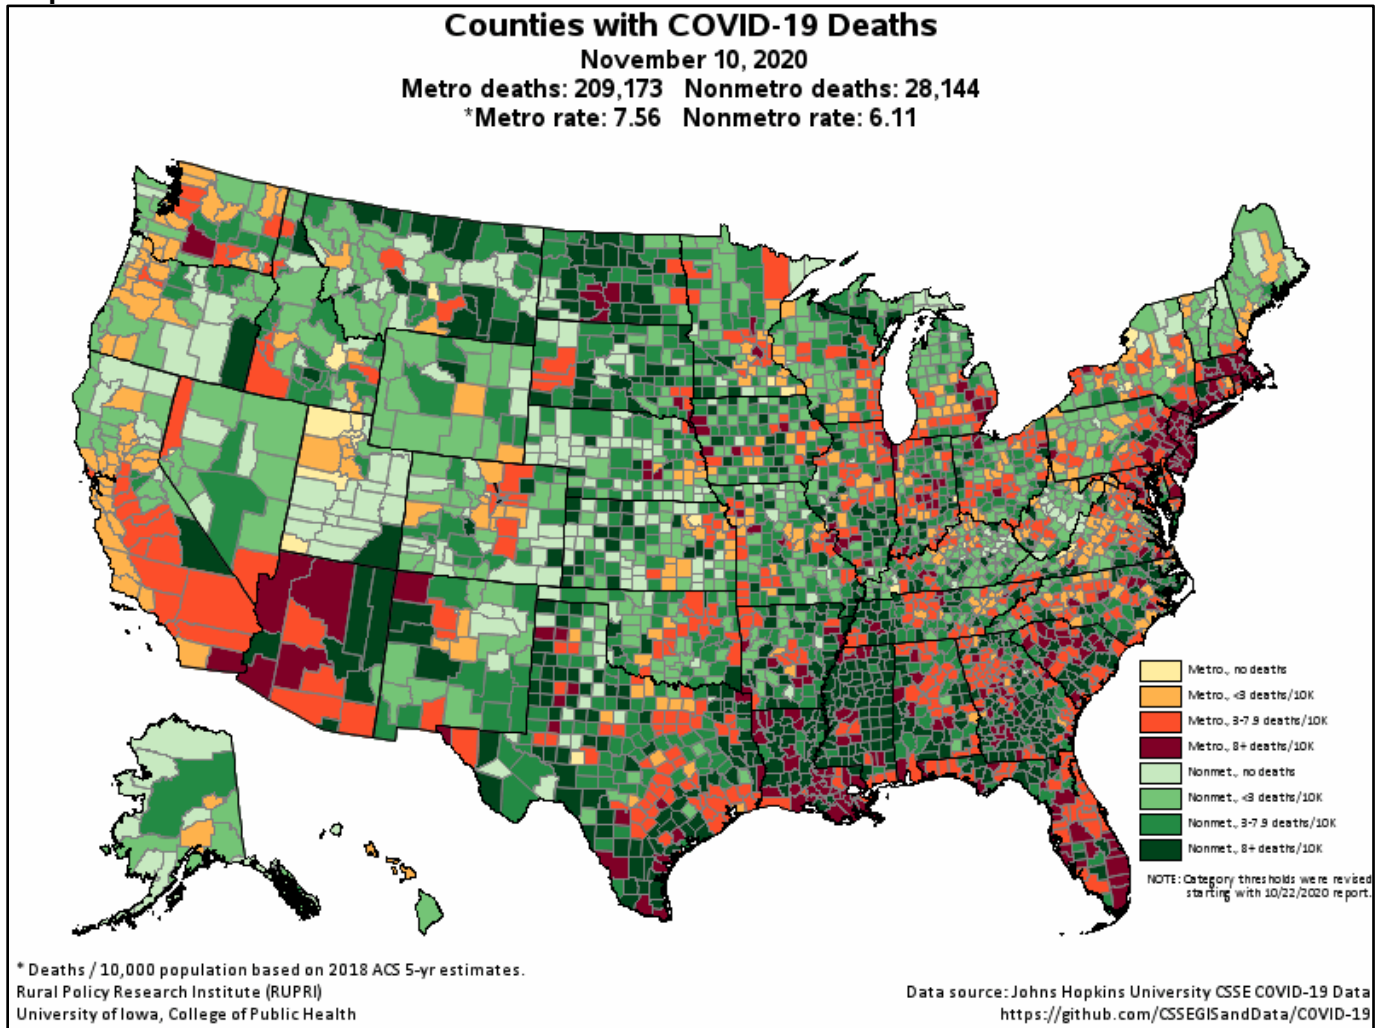 Counties with COVID-19 Deaths
November 10, 2020
Metro deaths: 209,173 Nonmetro deaths: 28,144
*Metro rate: 7.56 Nonmetro rate: 6.11
Metro., no deaths
Metro., <3 deaths/10K
Metro., 3-7.9 deaths/10K
Metro., 8+ deaths/10K
Nonmet., no deaths
Nonmet., <3 deaths/10K
Nonmet., 3-7.9 deaths/10K
Nonmet., 8+ deaths/10K
NOTE: Category thresholds were revised
starting with 10/22/2020 report.
* Deaths / 10,000 population based on 2018 ACS 5-yr estimates.
Rural Policy Research Institute (RUPRI)
University of Iowa, College of Public Health
Data source: Johns Hopkins University CSSE COVID-19 Data
https://github.com/CSSEGISandData/COVID-19